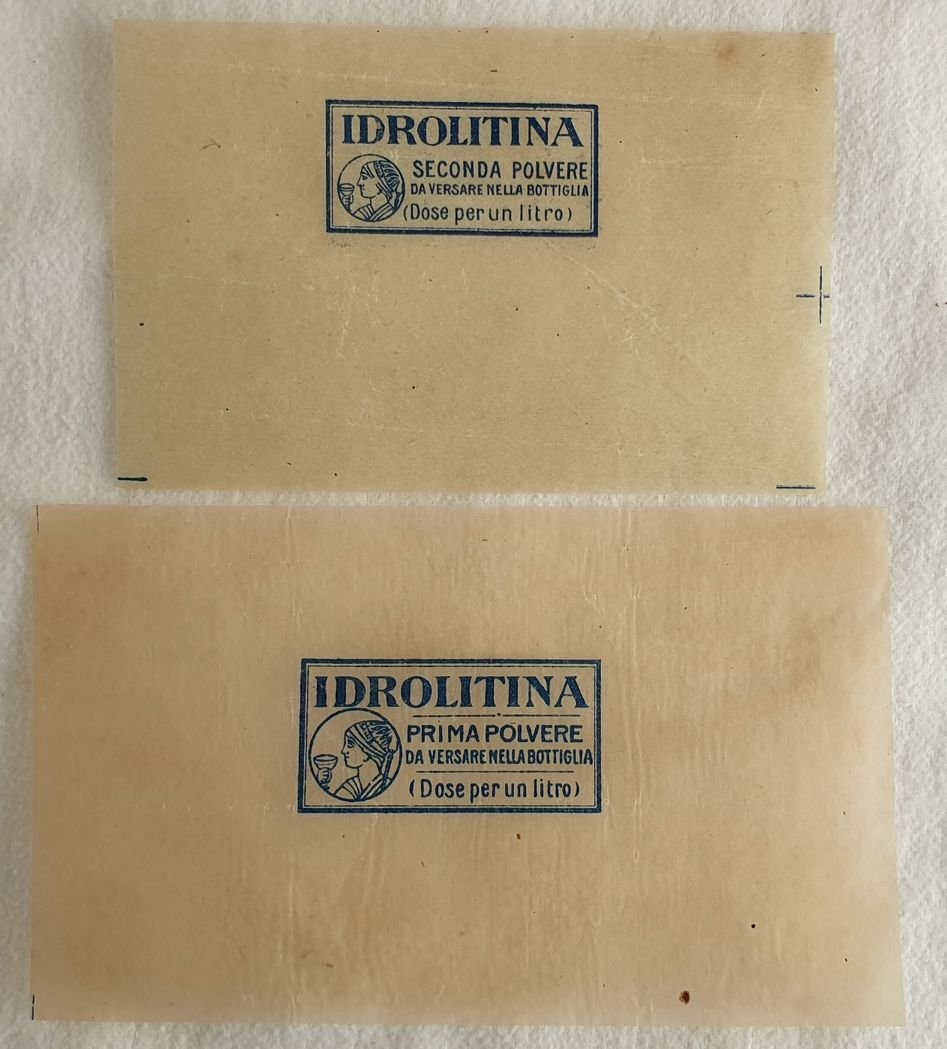 IDROLITINA
SECONDA POLVERE
DA VERSARE NELLA BOTTIGLIA
(Dose per un litro)
IDROLITINA
PRIMA POLVERE
DA VERSARE NELLA BOTTIGLIA
(Dose per un litro)